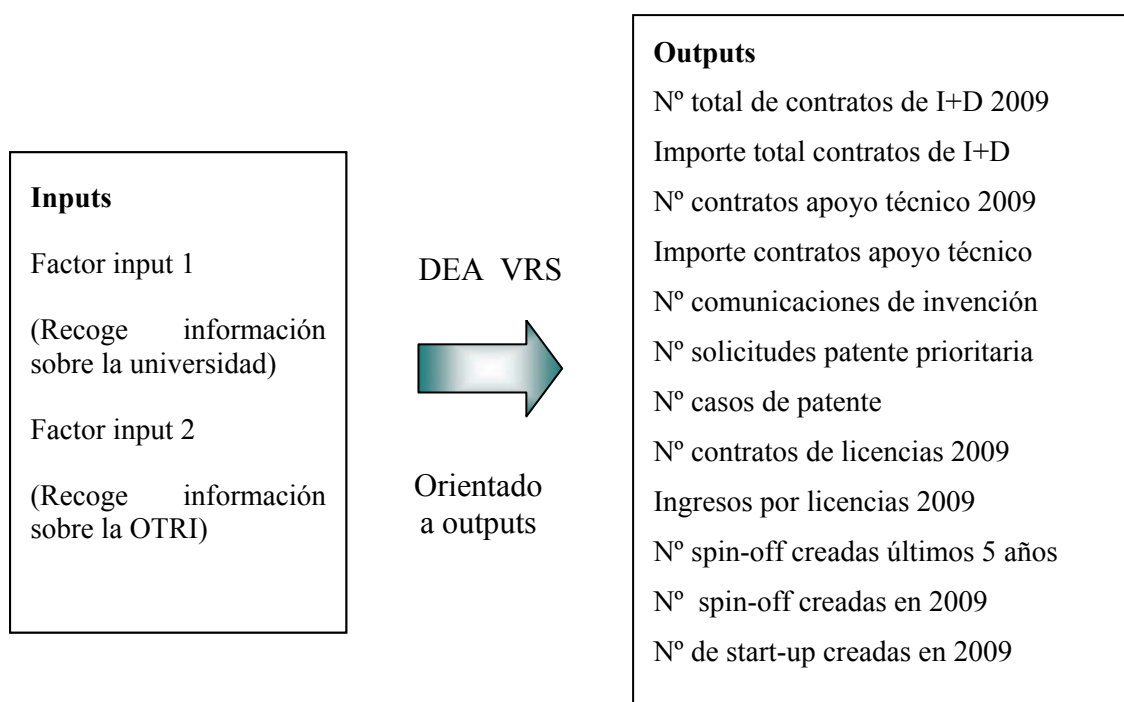 Inputs
Factor input 1
(Recoge información
sobre la universidad)
Factor input 2
(Recoge información
sobre la OTRI)
DEA VRS
Orientado
a outputs
Outputs
Nº total de contratos de I+D 2009
Importe total contratos de I+D
Nº contratos apoyo técnico 2009
Importe contratos apoyo técnico
Nº comunicaciones de invención
Nº solicitudes patente prioritaria
Nº casos de patente
Nº contratos de licencias 2009
Ingresos por licencias 2009
Nº spin-off creadas últimos 5 años
Nº spin-off creadas en 2009
Nº de start-up creadas en 2009